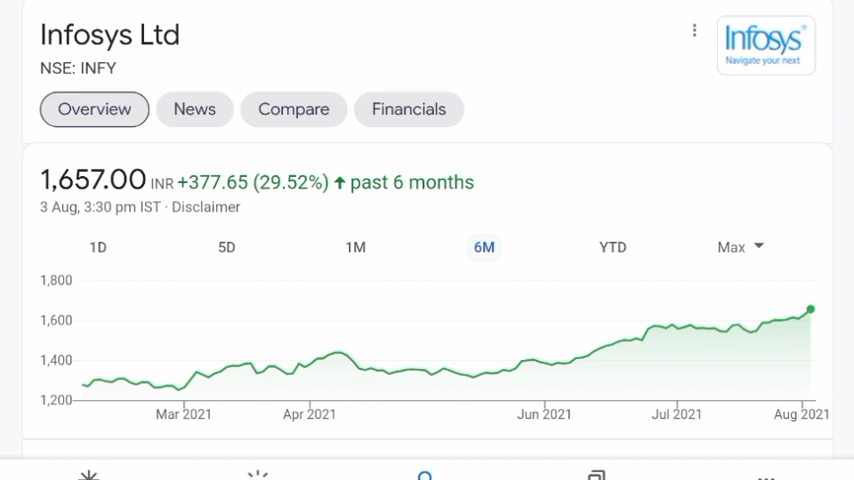 Infosys Ltd
NSE: INFY
Infosys®
Navigate your next
Overview News Compare Financials
1,657.00 INR +377.65 (29.52%) ↑ past 6 months
3 Aug, 3:30 pm IST · Disclaimer
1D 5D 1M 6M YTD Max
1,800
1,600
1,400
1,200
Mar 2021 Apr 2021 Jun 2021 Jul 2021 Aug 2021